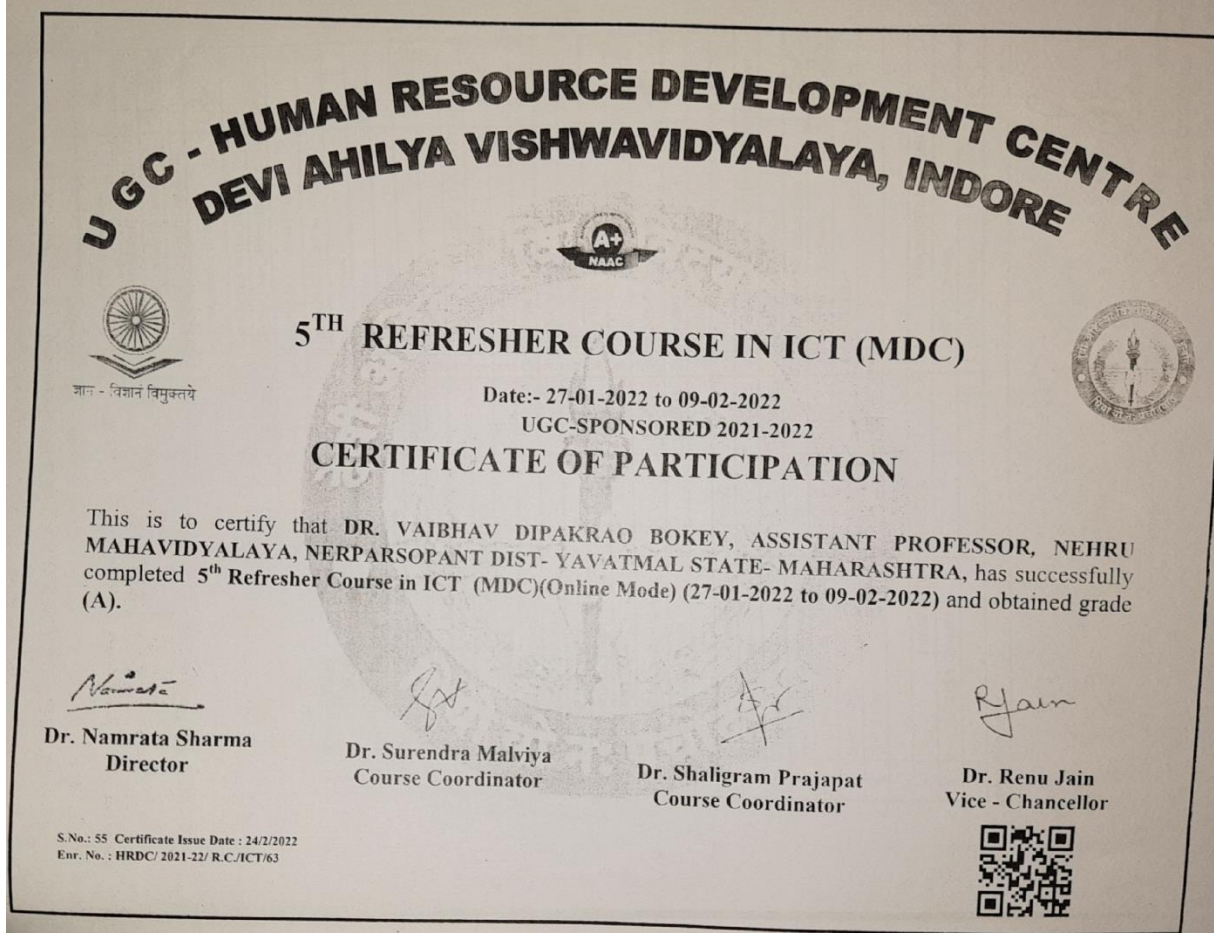 UGC - HUMAN RESOURCE DEVELOPMENT CENTRE
DEVI AHILYA VISHWAVIDYALAYA, INDORE
A+
NAAC
ज्ञान - विज्ञानं विमुक्तये
5TH REFRESHER COURSE IN ICT (MDC)
Date:- 27-01-2022 to 09-02-2022
UGC-SPONSORED 2021-2022
CERTIFICATE OF PARTICIPATION
This is to certify that DR. VAIBHAV DIPAKRAO BOKEY, ASSISTANT PROFESSOR, NEHRU
MAHAVIDYALAYA, NERPARSOPANT DIST- YAVATMAL STATE- MAHARASHTRA, has successfully
completed 5th Refresher Course in ICT (MDC)(Online Mode) (27-01-2022 to 09-02-2022) and obtained grade
(A).
Namrata
RJain
Dr. Namrata Sharma
Director
Dr. Surendra Malviya
Course Coordinator
Dr. Shaligram Prajapat
Course Coordinator
Dr. Renu Jain
Vice - Chancellor
S.No.: 55 Certificate Issue Date : 24/2/2022
Enr. No. : HRDC/ 2021-22/ R.C./ICT/63